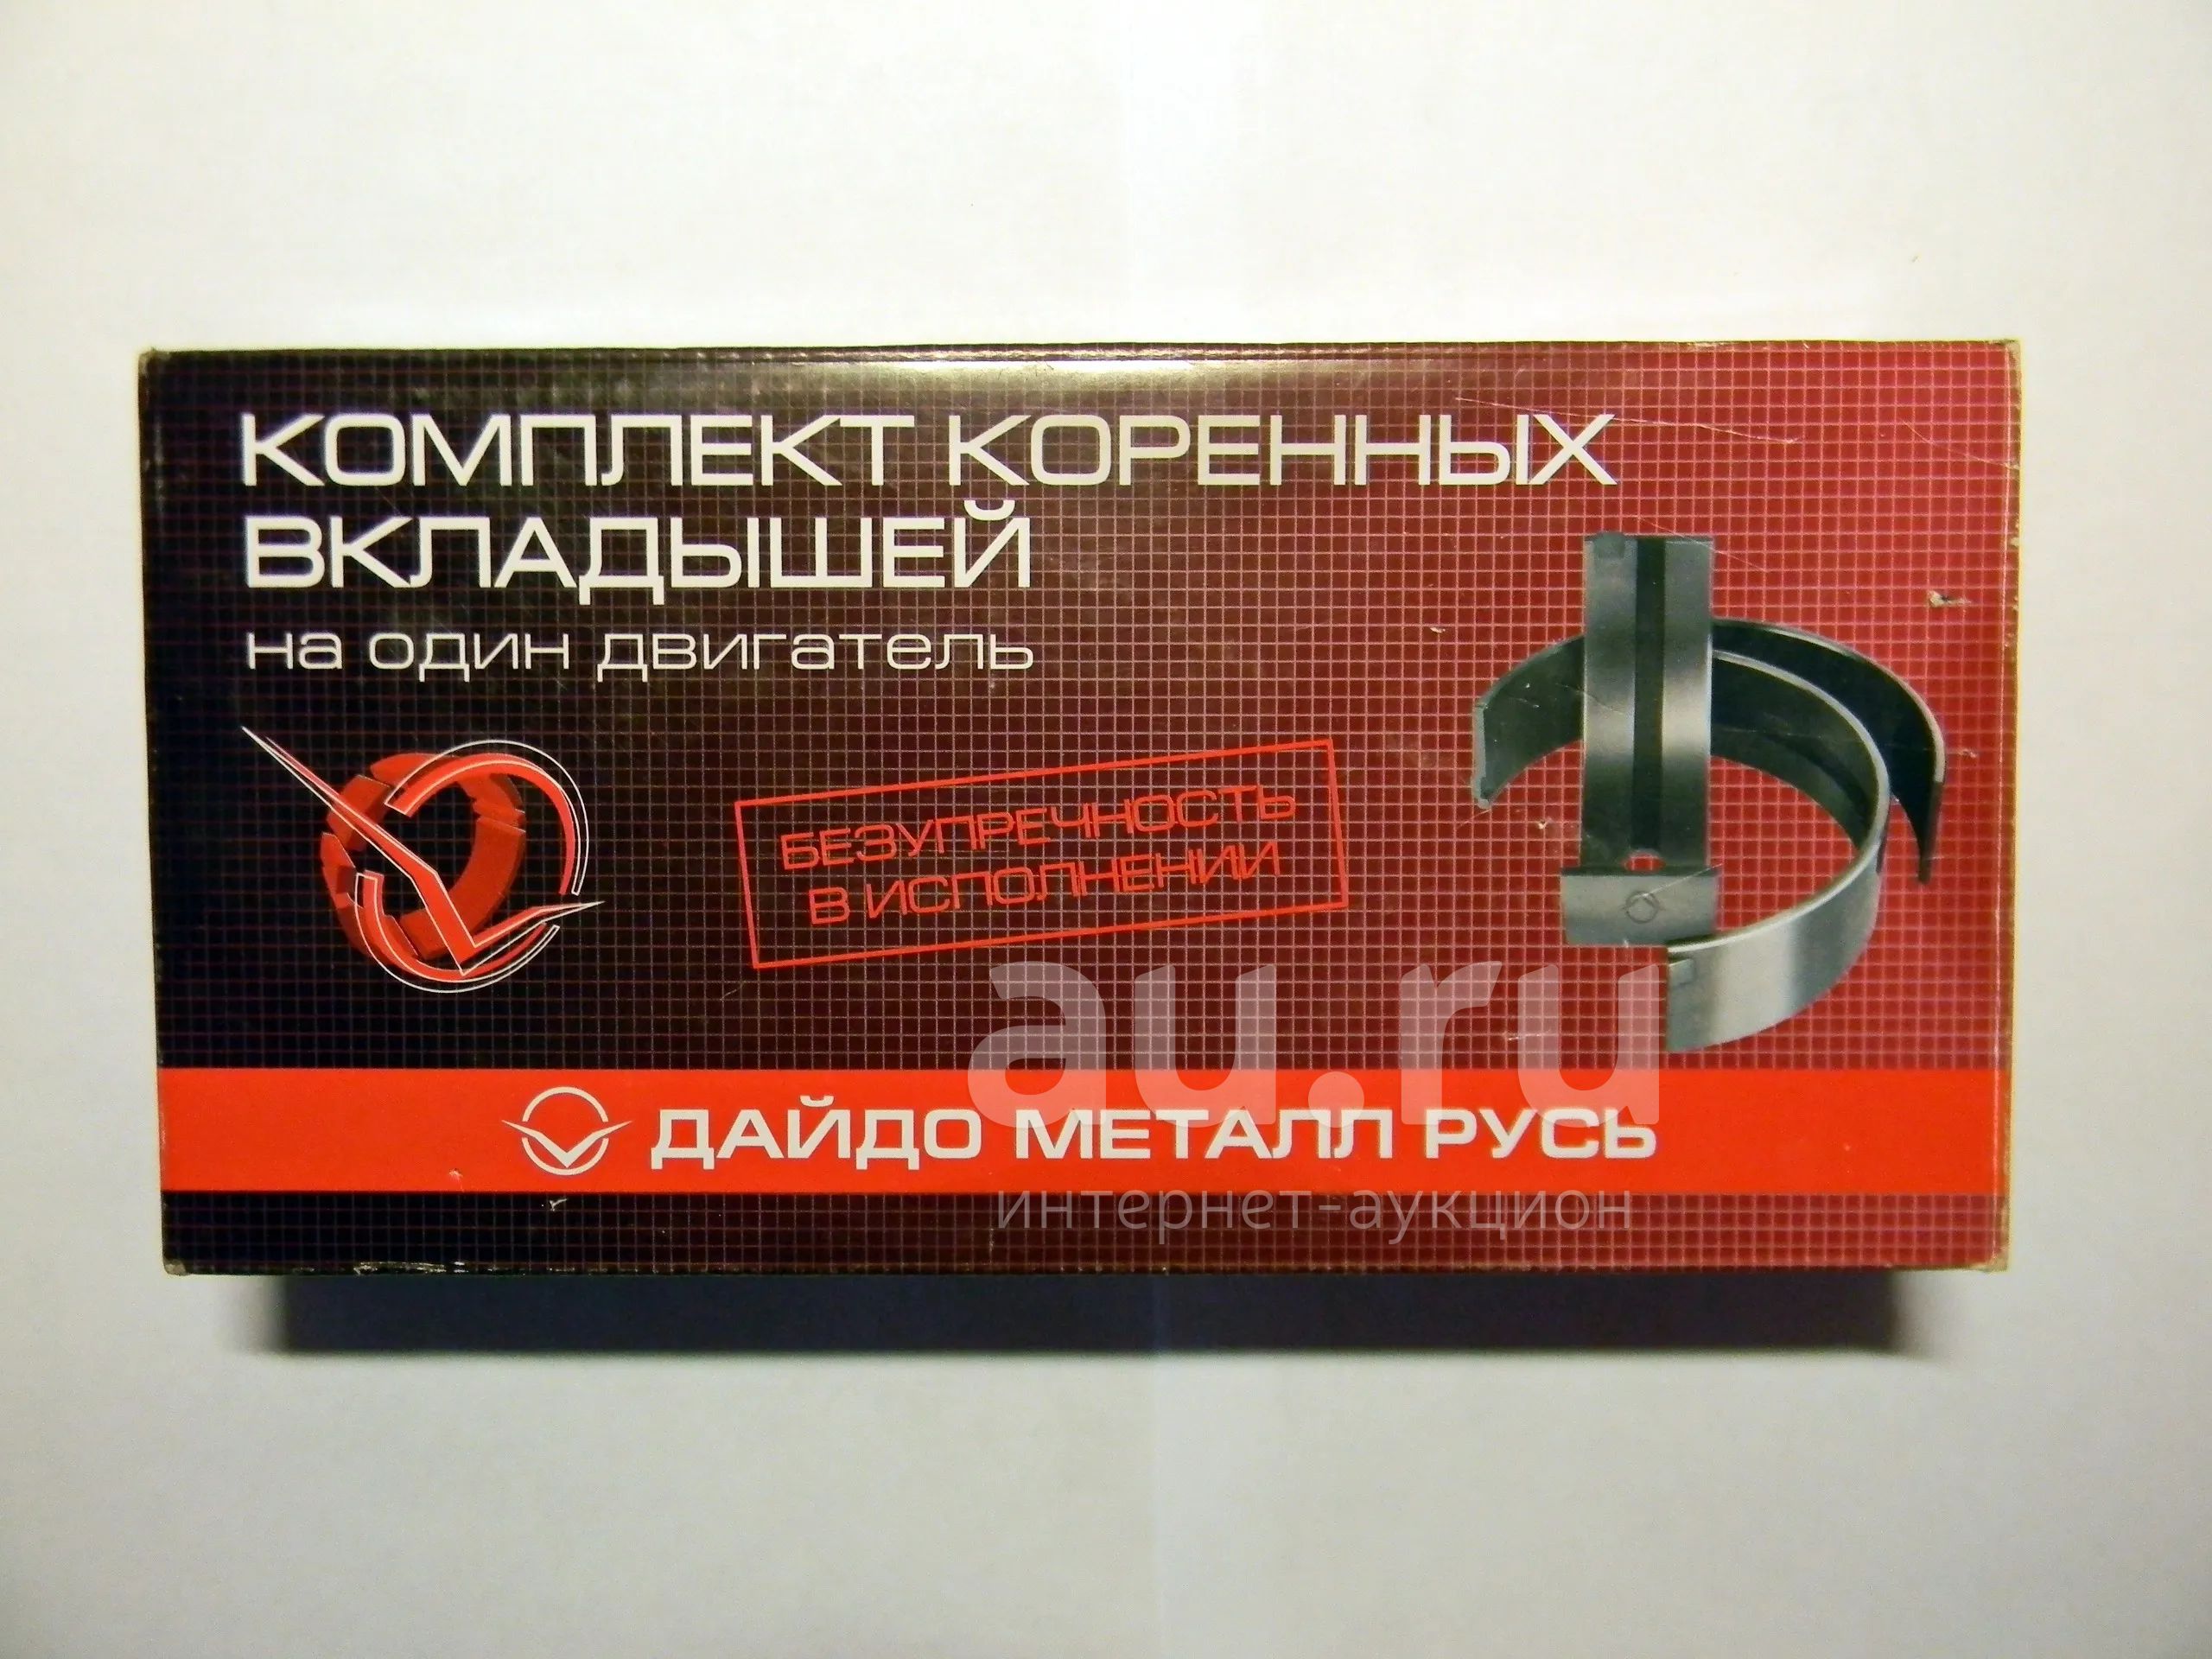 КОМПЛЕКТ КОРЕННЫХ
ВКЛАДЫШЕЙ
на один двигатель
БЕЗУПРЕЧНОСТЬ
В ИСПОЛНЕНИИ
au.ru
ДАЙДО МЕТАЛЛ РУСЬ
интернет-аукцион